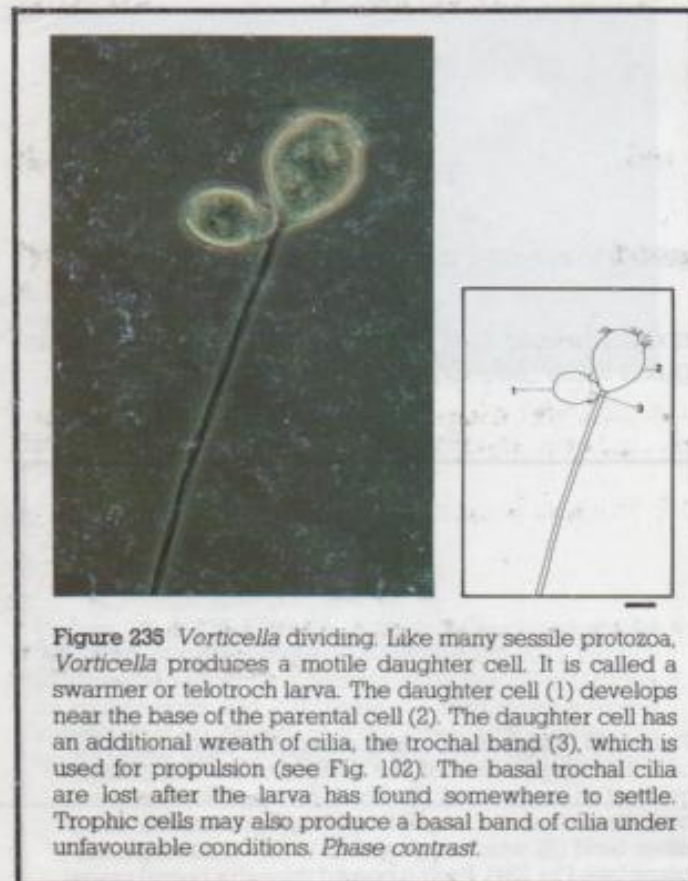 1
2
3
Figure 235 Vorticella dividing. Like many sessile protozoa,
Vorticella produces a motile daughter cell. It is called a
swarmer or telotroch larva. The daughter cell (1) develops
near the base of the parental cell (2). The daughter cell has
an additional wreath of cilia, the trochal band (3), which is
used for propulsion (see Fig. 102). The basal trochal cilia
are lost after the larva has found somewhere to settle.
Trophic cells may also produce a basal band of cilia under
unfavourable conditions. Phase contrast.